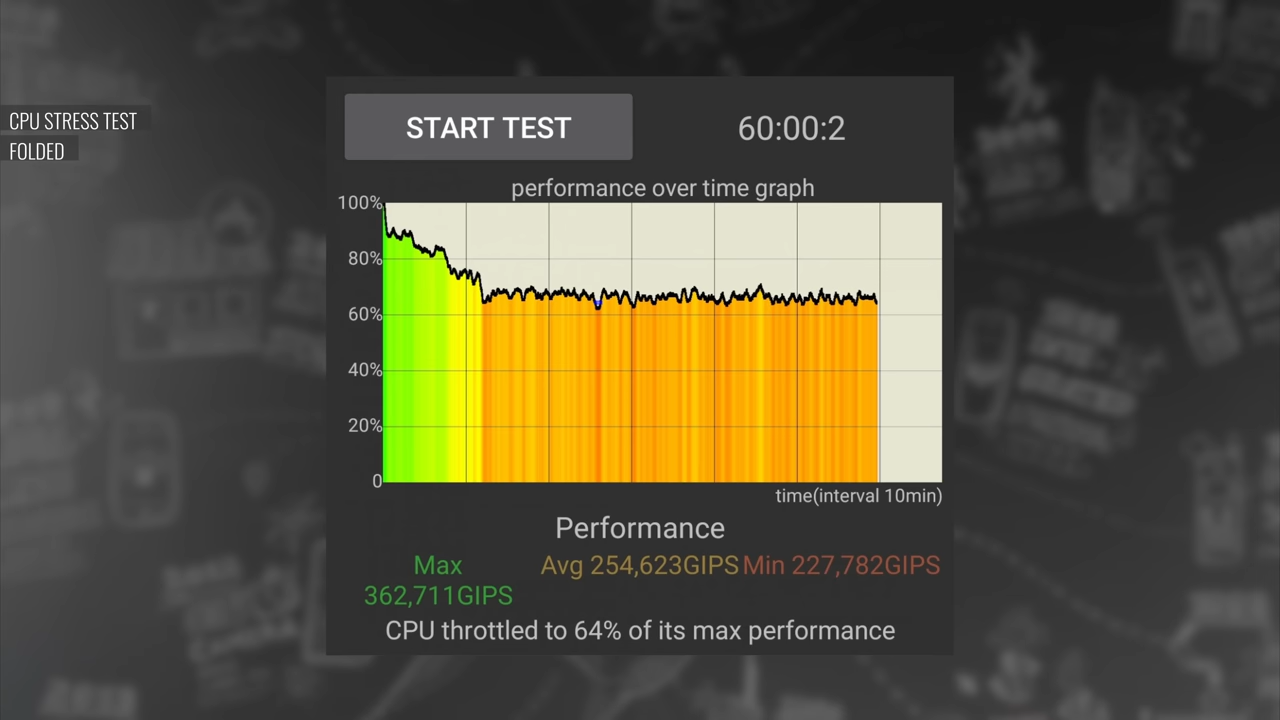 CPU STRESS TEST
FOLDED
START TEST
60:00:2
performance over time graph
100%
80%
60%
40%
20%
0
time(interval 10min)
Performance
Max
362,711GIPS
Avg 254,623GIPS
Min 227,782GIPS
CPU throttled to 64% of its max performance